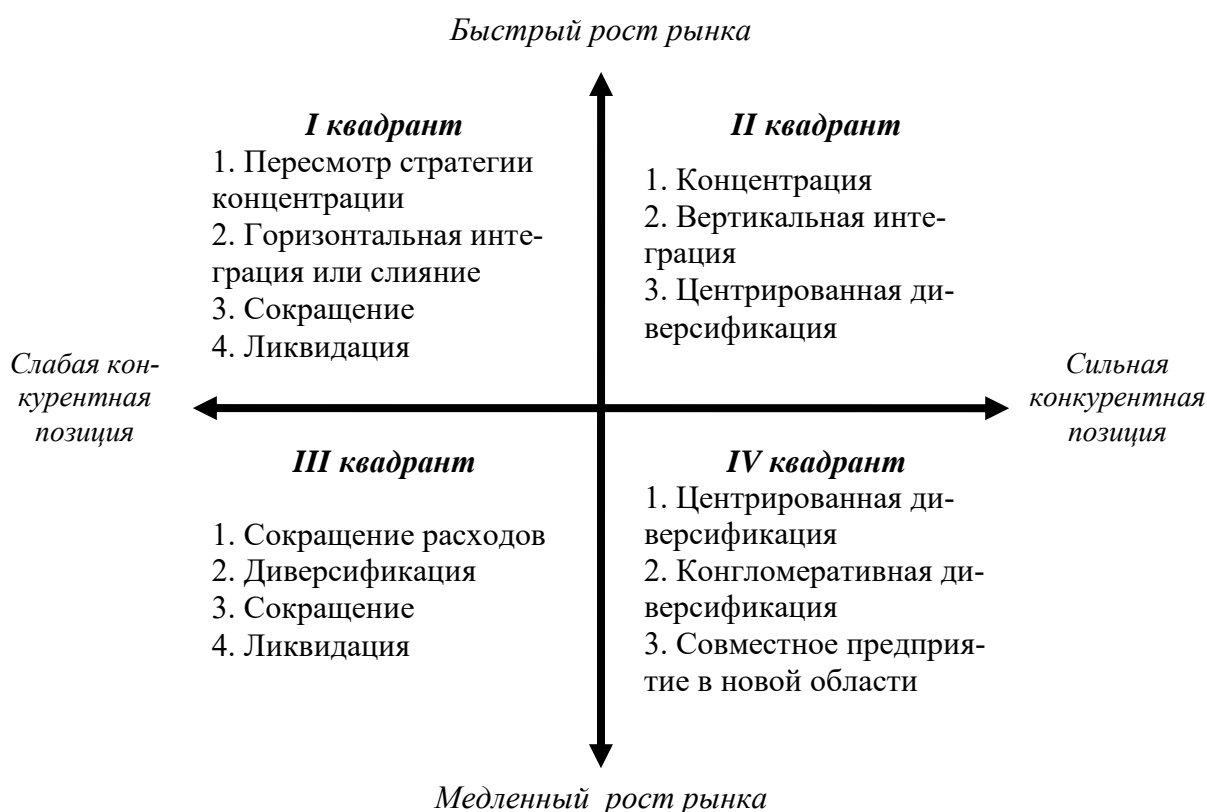 Быстрый рост рынка
I квадрант
1. Пересмотр стратегии
концентрации
2. Горизонтальная инте-
грация или слияние
3. Сокращение
4. Ликвидация
II квадрант
1. Концентрация
2. Вертикальная инте-
грация
3. Центрированная ди-
версификация
Слабая кон-
курентная
позиция
Сильная
конкурентная
позиция
III квадрант
1. Сокращение расходов
2. Диверсификация
3. Сокращение
4. Ликвидация
IV квадрант
1. Центрированная ди-
версификация
2. Конгломеративная ди-
версификация
3. Совместное предприя-
тие в новой области
Медленный рост рынка